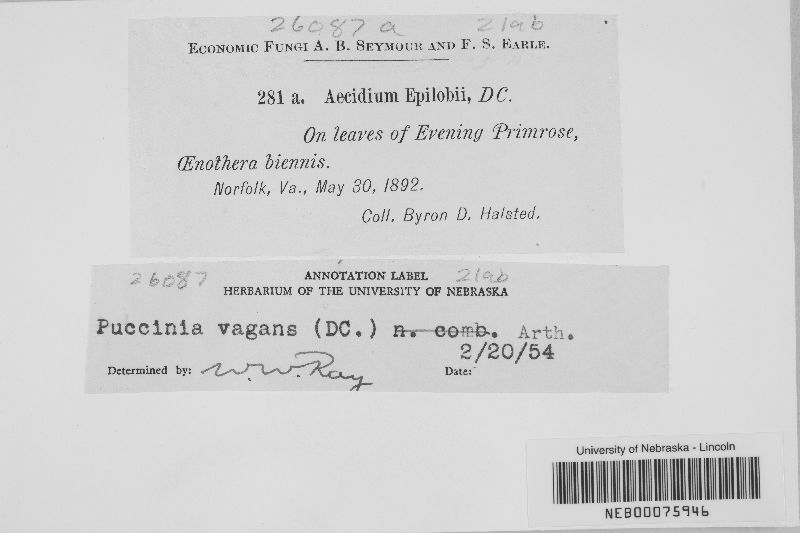 26087 a 21ab
ECONOMIC FUNGI A. B. SEYMOUR AND F. S. EARLE.
281 a. Aecidium Epilobii, DC.
On leaves of Evening Primrose,
Œnothera biennis.
Norfolk, Va., May 30, 1892.
Coll. Byron D. Halsted.
26087 ANNOTATION LABEL 21ab
HERBARIUM OF THE UNIVERSITY OF NEBRASKA
Puccinia vagans (DC.) n. comb. Arth.
2/20/54
Determined by: W. W. Ray Date:
University of Nebraska - Lincoln
NEB00075946